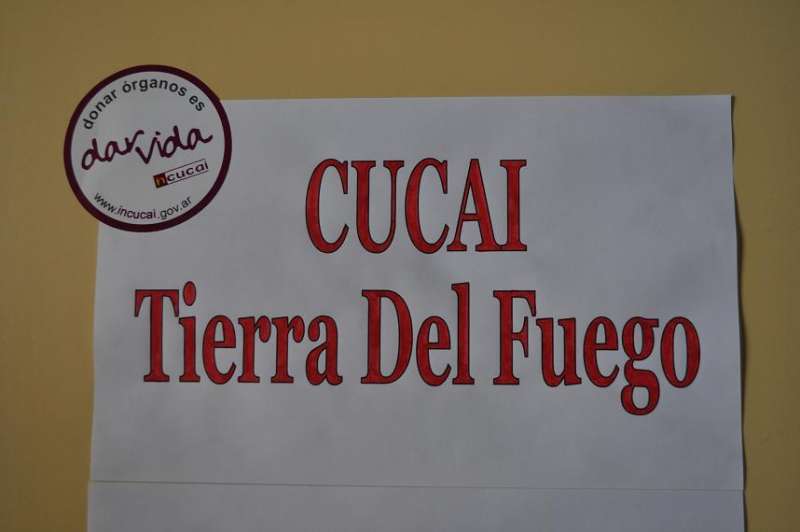 donar órganos es
dar vida
incucai
www.incucai.gov.ar
CUCAI
Tierra Del Fuego